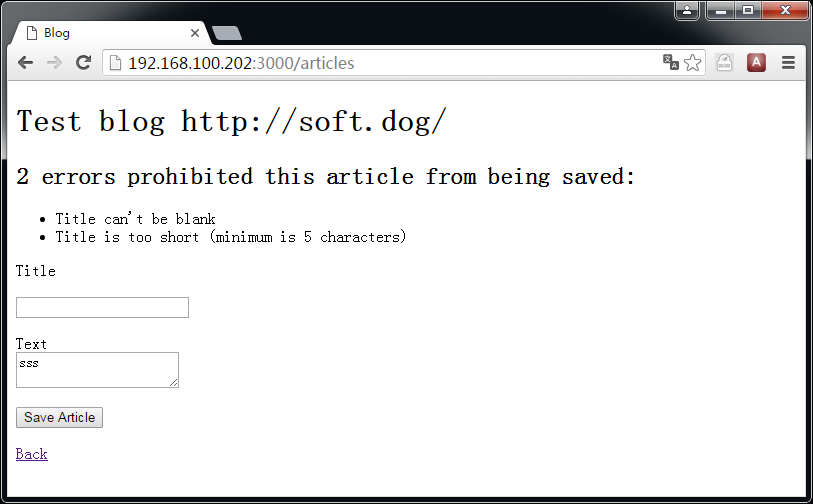 Blog
192.168.100.202:3000/articles
A
Test blog http://soft.dog/
2 errors prohibited this article from being saved:
Title can't be blank
Title is too short (minimum is 5 characters)
Title
Text
sss
Save Article
Back